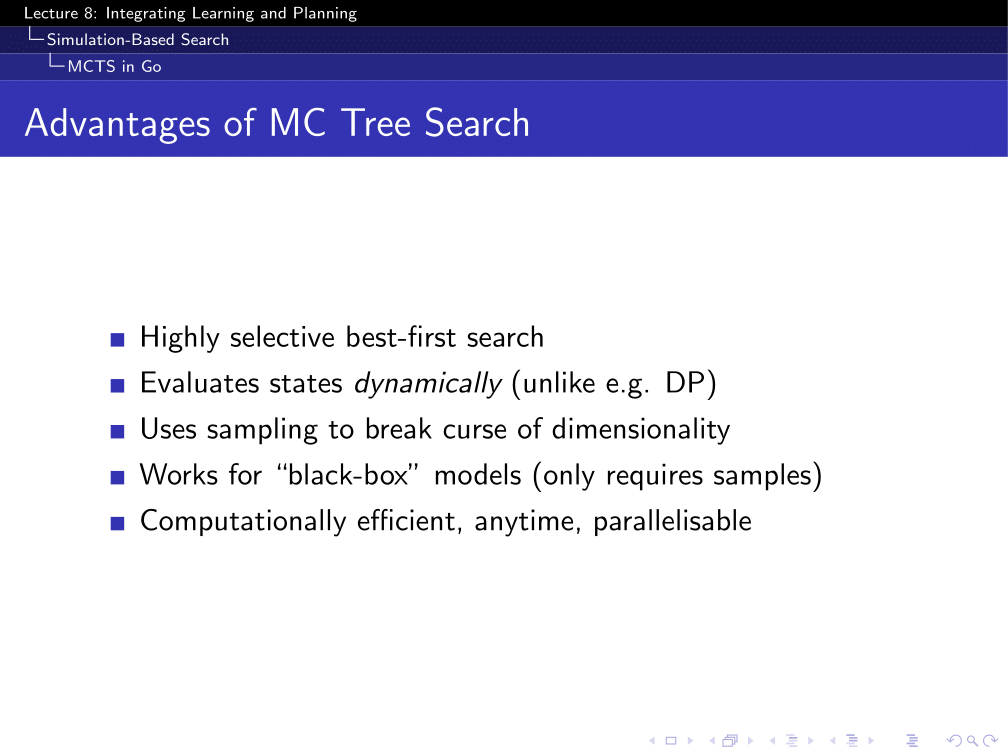 Lecture 8: Integrating Learning and Planning
Simulation-Based Search
MCTS in Go
Advantages of MC Tree Search
Highly selective best-first search
Evaluates states dynamically (unlike e.g. DP)
Uses sampling to break curse of dimensionality
Works for “black-box” models (only requires samples)
Computationally efficient, anytime, parallelisable